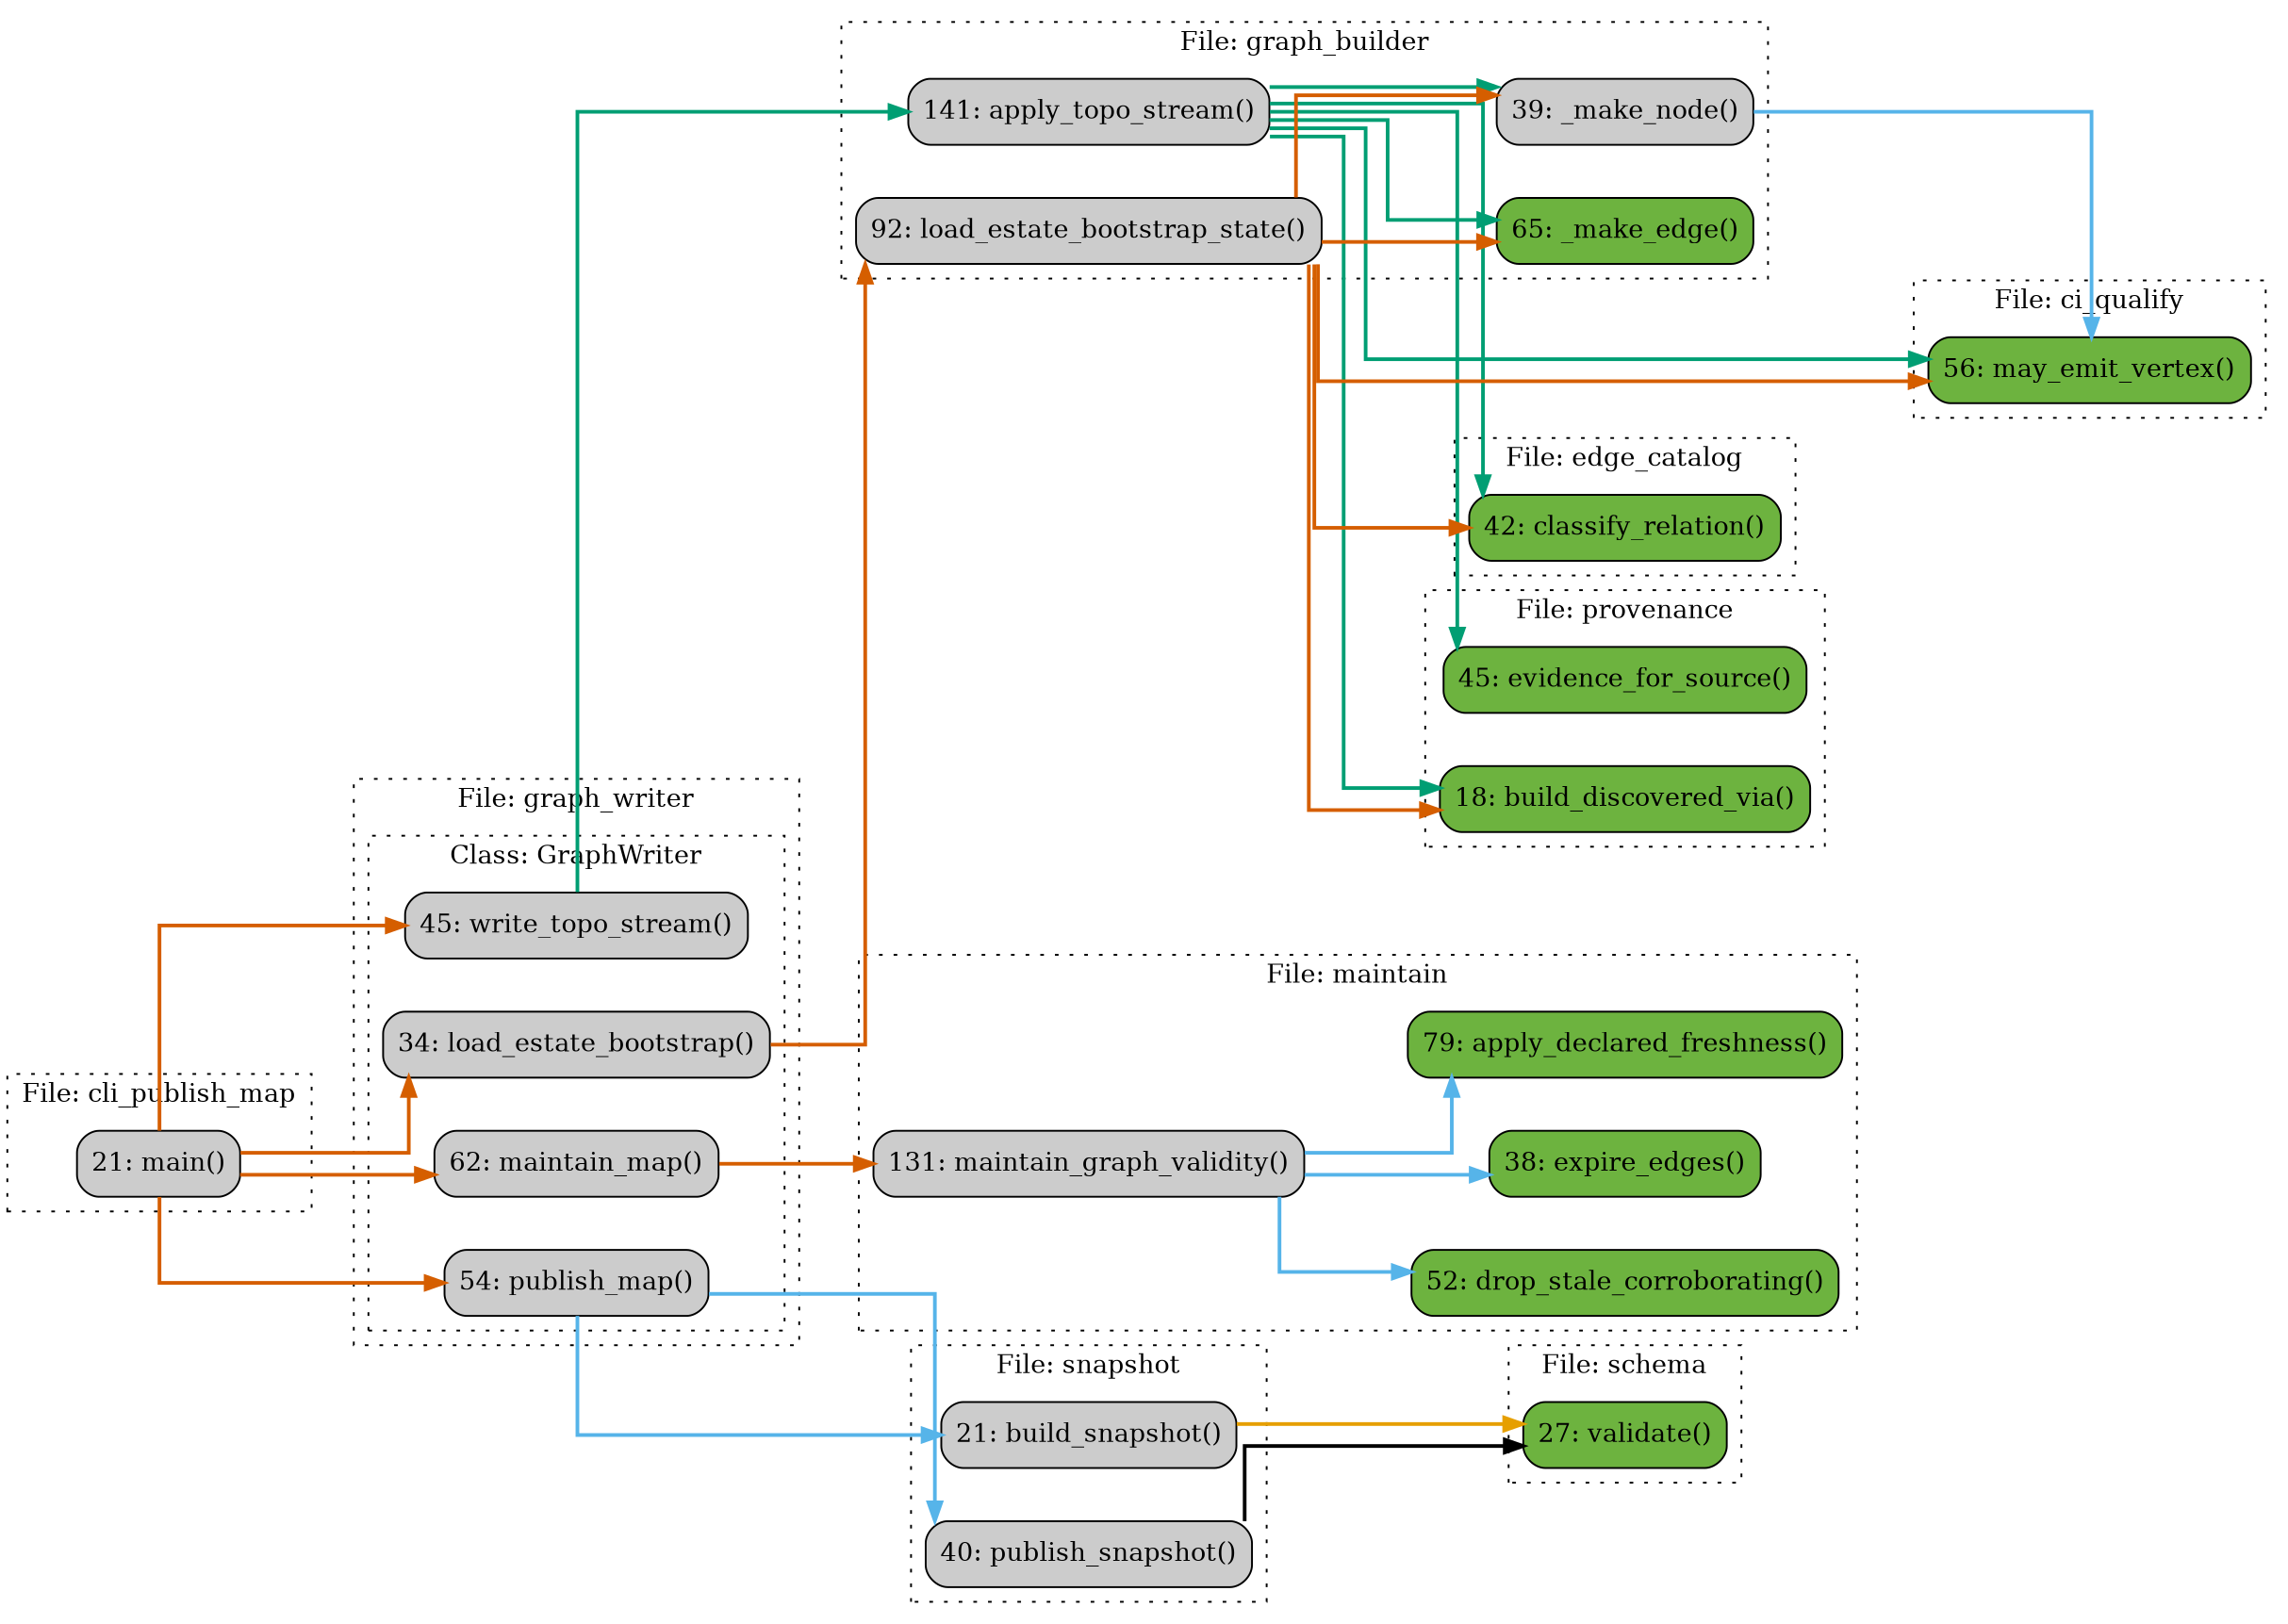 File: graph_builder
141: apply_topo_stream()
39: _make_node()
92: load_estate_bootstrap_state()
65: _make_edge()
File: ci_qualify
56: may_emit_vertex()
File: edge_catalog
42: classify_relation()
File: provenance
45: evidence_for_source()
18: build_discovered_via()
File: graph_writer
Class: GraphWriter
45: write_topo_stream()
34: load_estate_bootstrap()
62: maintain_map()
54: publish_map()
File: cli_publish_map
21: main()
File: maintain
79: apply_declared_freshness()
131: maintain_graph_validity()
38: expire_edges()
52: drop_stale_corroborating()
File: snapshot
21: build_snapshot()
40: publish_snapshot()
File: schema
27: validate()